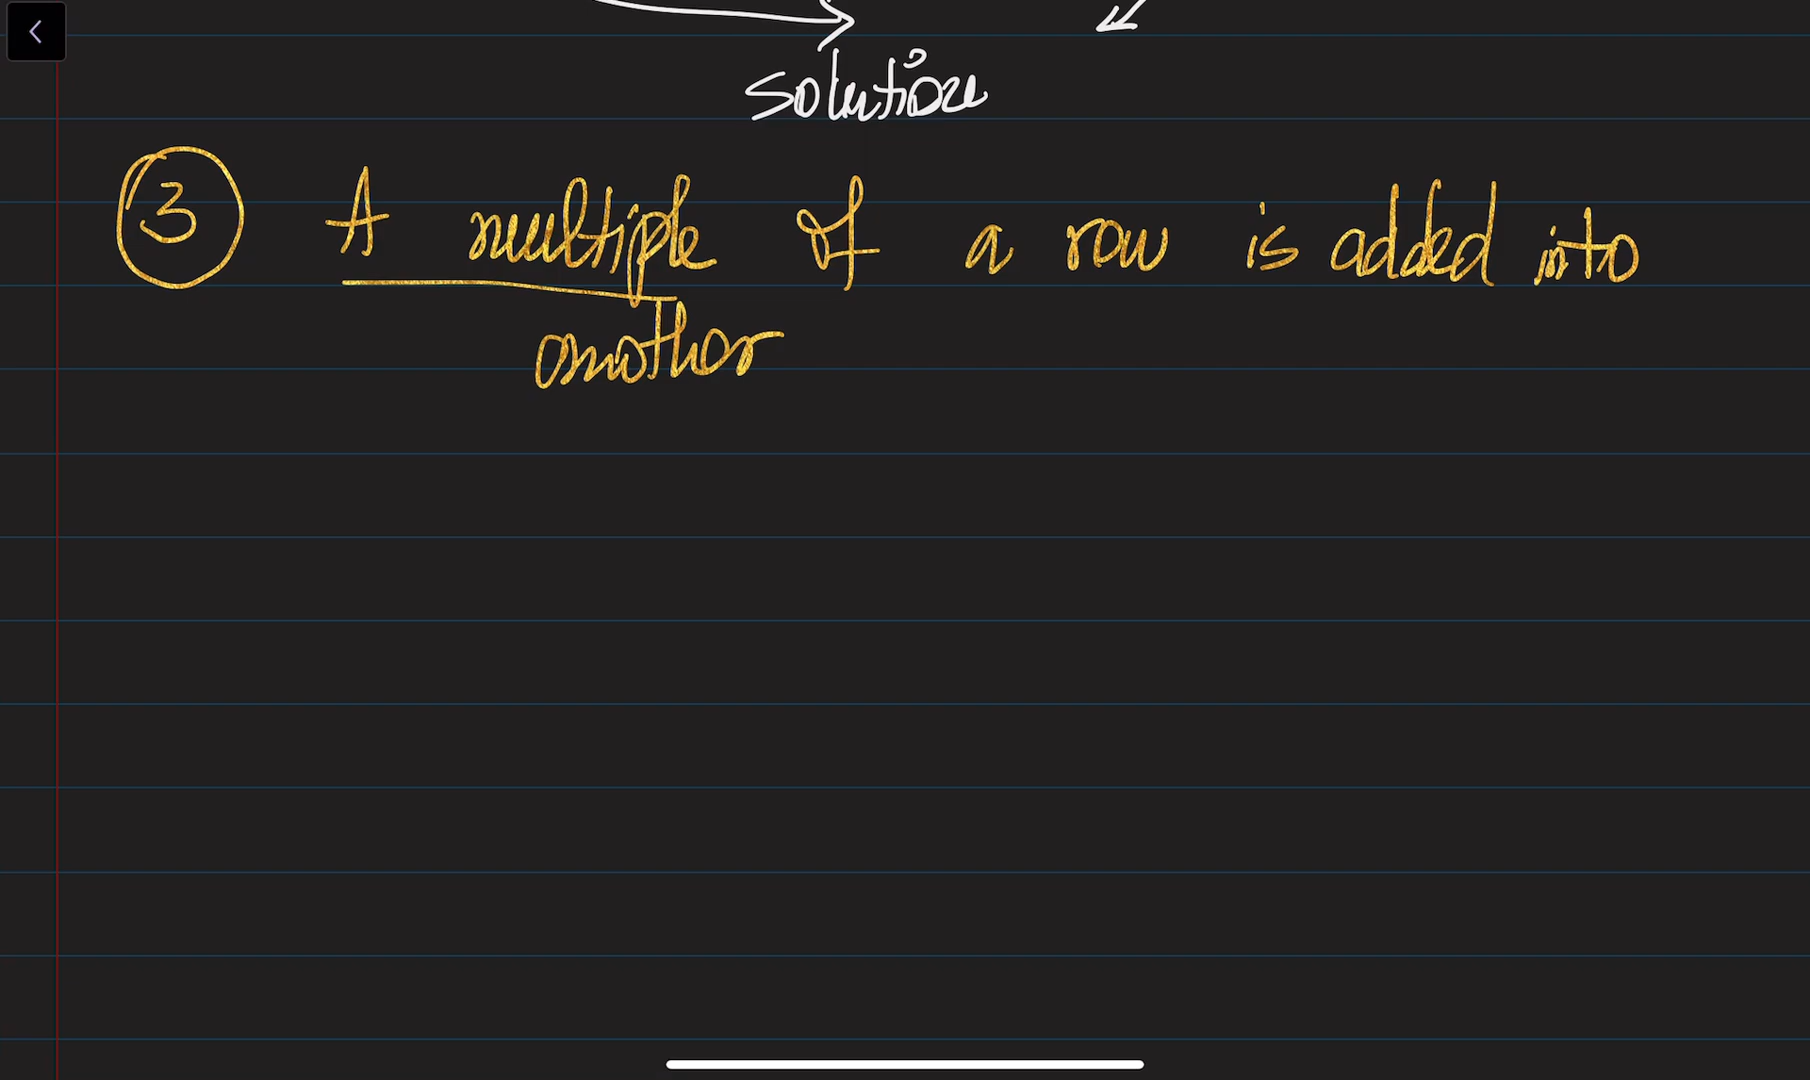 solution
3 A multiple of a row is added into
another